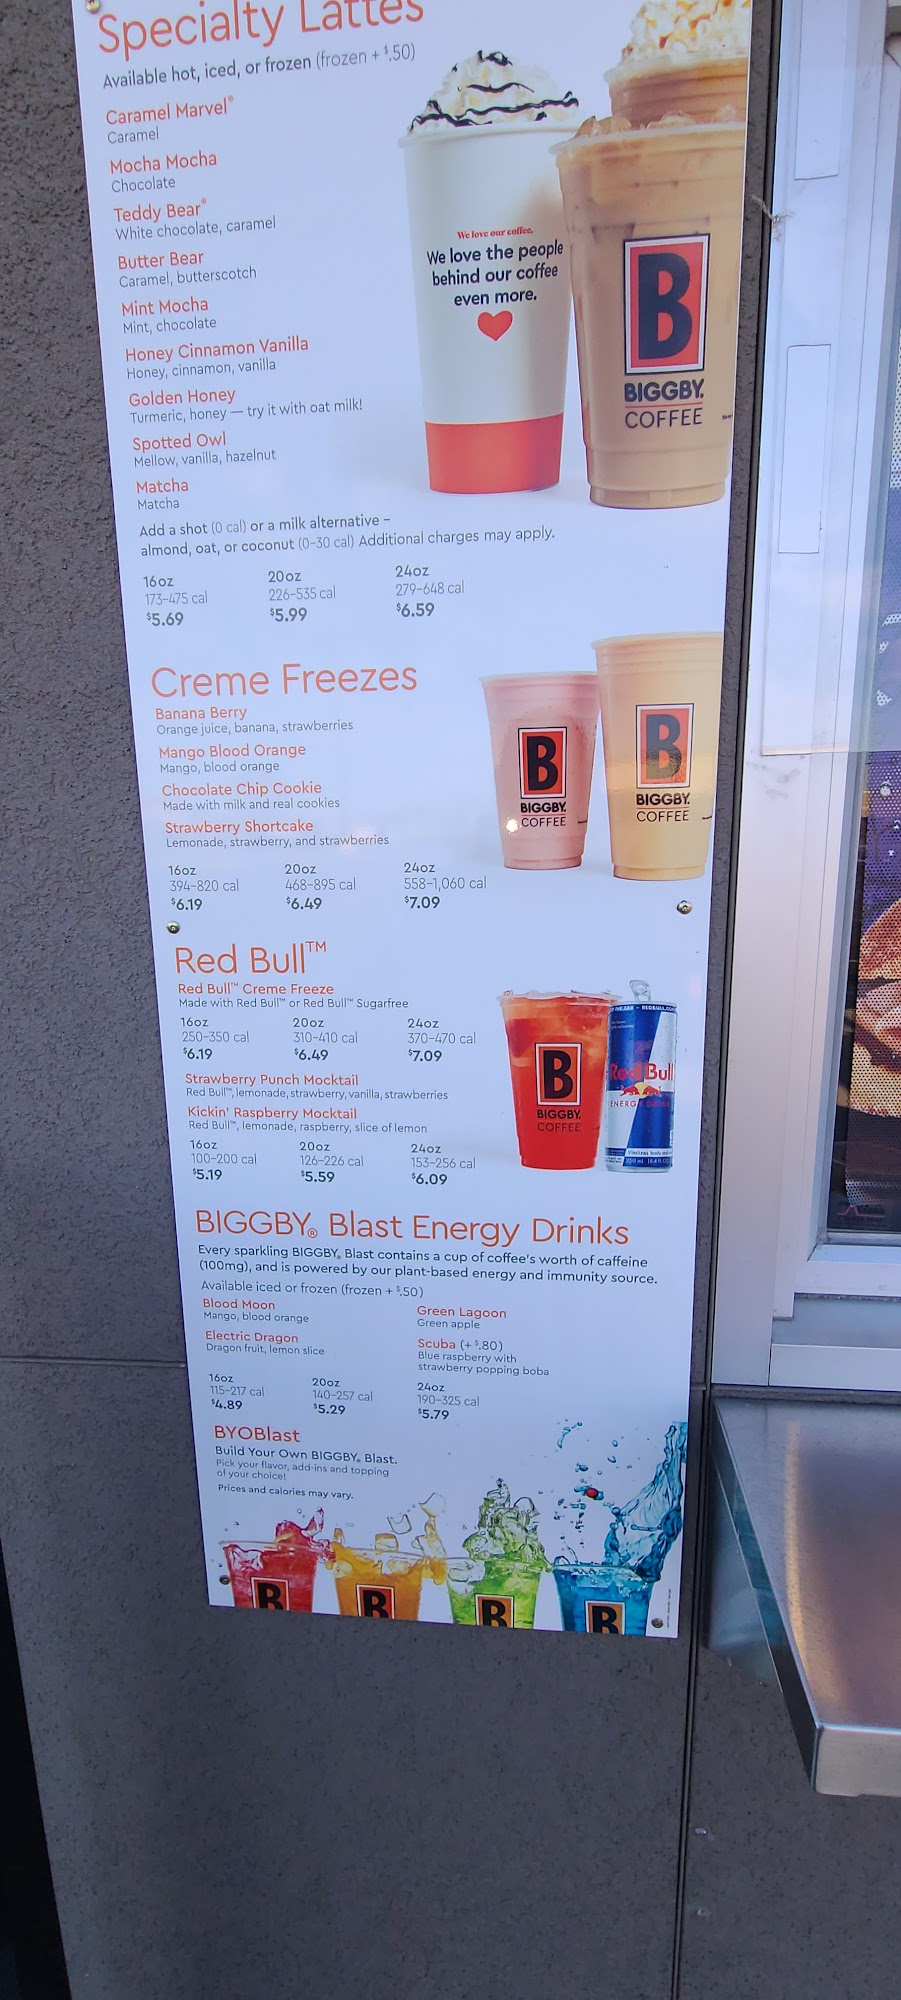 Specialty Lattes
Available hot, iced, or frozen (frozen + $.50)
Caramel Marvel®
Caramel
Mocha Mocha
Chocolate
Teddy Bear®
White chocolate, caramel
Butter Bear
Caramel, butterscotch
Mint Mocha
Mint, chocolate
Honey Cinnamon Vanilla
Honey, cinnamon, vanilla
Golden Honey
Turmeric, honey — try it with oat milk!
Spotted Owl
Mellow, vanilla, hazelnut
Matcha
Matcha
Add a shot (0 cal) or a milk alternative –
almond, oat, or coconut (0-30 cal) Additional charges may apply.
16oz 20oz 24oz
173-475 cal 226-535 cal 279-648 cal
$5.69 $5.99 $6.59
We love our coffee.
We love the people
behind our coffee
even more.
B
BIGGBY.
COFFEE
Creme Freezes
Banana Berry
Orange juice, banana, strawberries
Mango Blood Orange
Mango, blood orange
Chocolate Chip Cookie
Made with milk and real cookies
Strawberry Shortcake
Lemonade, strawberry, and strawberries
16oz 20oz 24oz
394-820 cal 468-895 cal 558-1,060 cal
$6.19 $6.49 $7.09
B
BIGGBY.
COFFEE
B
BIGGBY.
COFFEE
Red Bull™
Red Bull™ Creme Freeze
Made with Red Bull™ or Red Bull™ Sugarfree
16oz 20oz 24oz
250-350 cal 310-410 cal 370-470 cal
$6.19 $6.49 $7.09
Strawberry Punch Mocktail
Red Bull™, lemonade, strawberry, vanilla, strawberries
Kickin' Raspberry Mocktail
Red Bull™, lemonade, raspberry, slice of lemon
16oz 20oz 24oz
100-200 cal 126-226 cal 153-256 cal
$5.19 $5.59 $6.09
B
BIGGBY.
COFFEE
Red Bull
ENERGY DRINK
BIGGBY® Blast Energy Drinks
Every sparkling BIGGBY® Blast contains a cup of coffee's worth of caffeine
(100mg), and is powered by our plant-based energy and immunity source.
Available iced or frozen (frozen + $.50)
Blood Moon
Mango, blood orange
Electric Dragon
Dragon fruit, lemon slice
Green Lagoon
Green apple
Scuba (+ $.80)
Blue raspberry with
strawberry popping boba
16oz 20oz 24oz
115-217 cal 140-257 cal 190-325 cal
$4.89 $5.29 $5.79
BYOBlast
Build Your Own BIGGBY® Blast.
Pick your flavor, add-ins and topping
of your choice!
Prices and calories may vary.
B
B
B
B